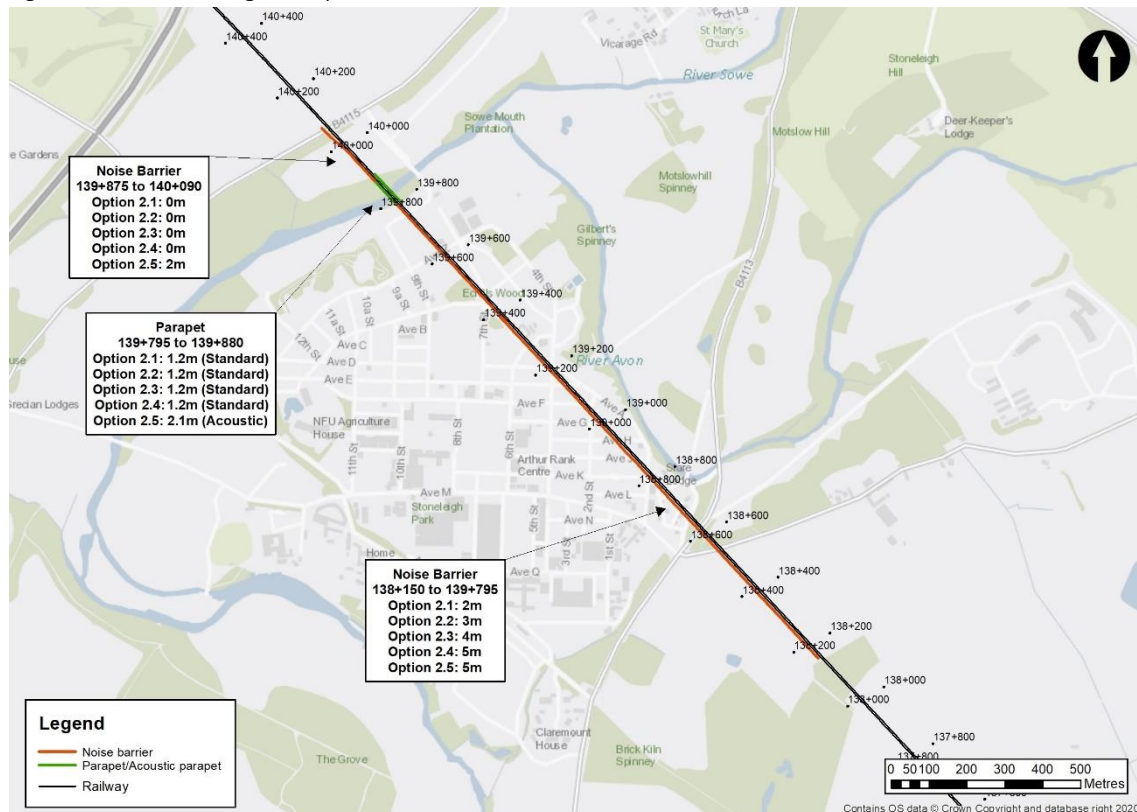 140+400
140+400
140+200
140+200
B4115
140+000
140+000
Vicarage Rd
St Mary's
Church
River Sowe
Sowe Mouth
Plantation
Stoneleigh
Hill
Deer-Keeper's
Lodge
Motslow Hill
Motslowhill
Spinney
Gilbert's
Spinney
B4113
Noise Barrier
139+875 to 140+090
Option 2.1: 0m
Option 2.2: 0m
Option 2.3: 0m
Option 2.4: 0m
Option 2.5: 2m
139+800
139+800
139+600
139+600
Parapet
139+795 to 139+880
Option 2.1: 1.2m (Standard)
Option 2.2: 1.2m (Standard)
Option 2.3: 1.2m (Standard)
Option 2.4: 1.2m (Standard)
Option 2.5: 2.1m (Acoustic)
Grecian Lodges
9th St
9a St
10a St
11a St
12th St
4th St
7th
139+400
139+400
Ave B
Ave C
Ave D
Ave E
139+200
139+200
River Avon
Ave F
Ave A
139+000
139+000
Ave G
Ave H
NFU Agriculture
House
8th St
6th St
11th St
10th St
Arthur Rank
Centre
Ave K
2nd St
Ave L
138+800
138+800
Ave M
Stoneleigh
Park
5th St
Ave N
3rd St
1st St
138+600
138+600
Home
Ave Q
Noise Barrier
138+150 to 139+795
Option 2.1: 2m
Option 2.2: 3m
Option 2.3: 4m
Option 2.4: 5m
Option 2.5: 5m
138+400
138+400
138+200
138+200
138+000
138+000
137+800
137+800
Claremount
House
The Grove
Brick Kiln
Spinney
Legend
Noise barrier
Parapet/Acoustic parapet
Railway
0 50 100 200 300 400 500
Metres
Contains OS data © Crown Copyright and database right 2020